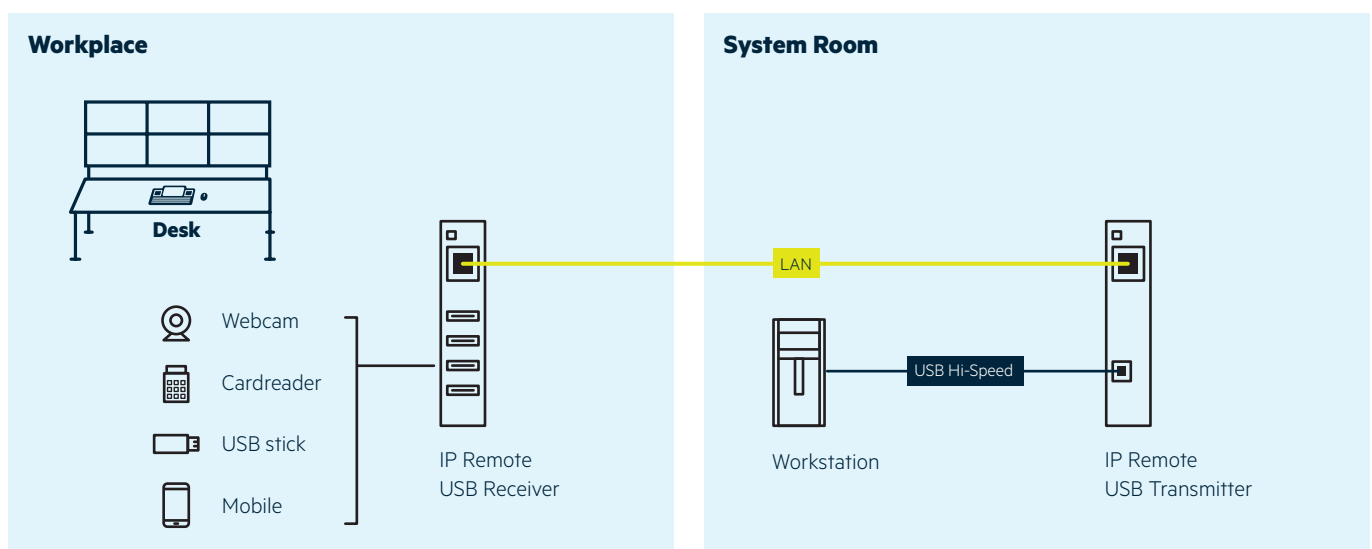 Workplace
Desk
Webcam
Cardreader
USB stick
Mobile
IP Remote
USB Receiver
System Room
LAN
USB Hi-Speed
Workstation
IP Remote
USB Transmitter